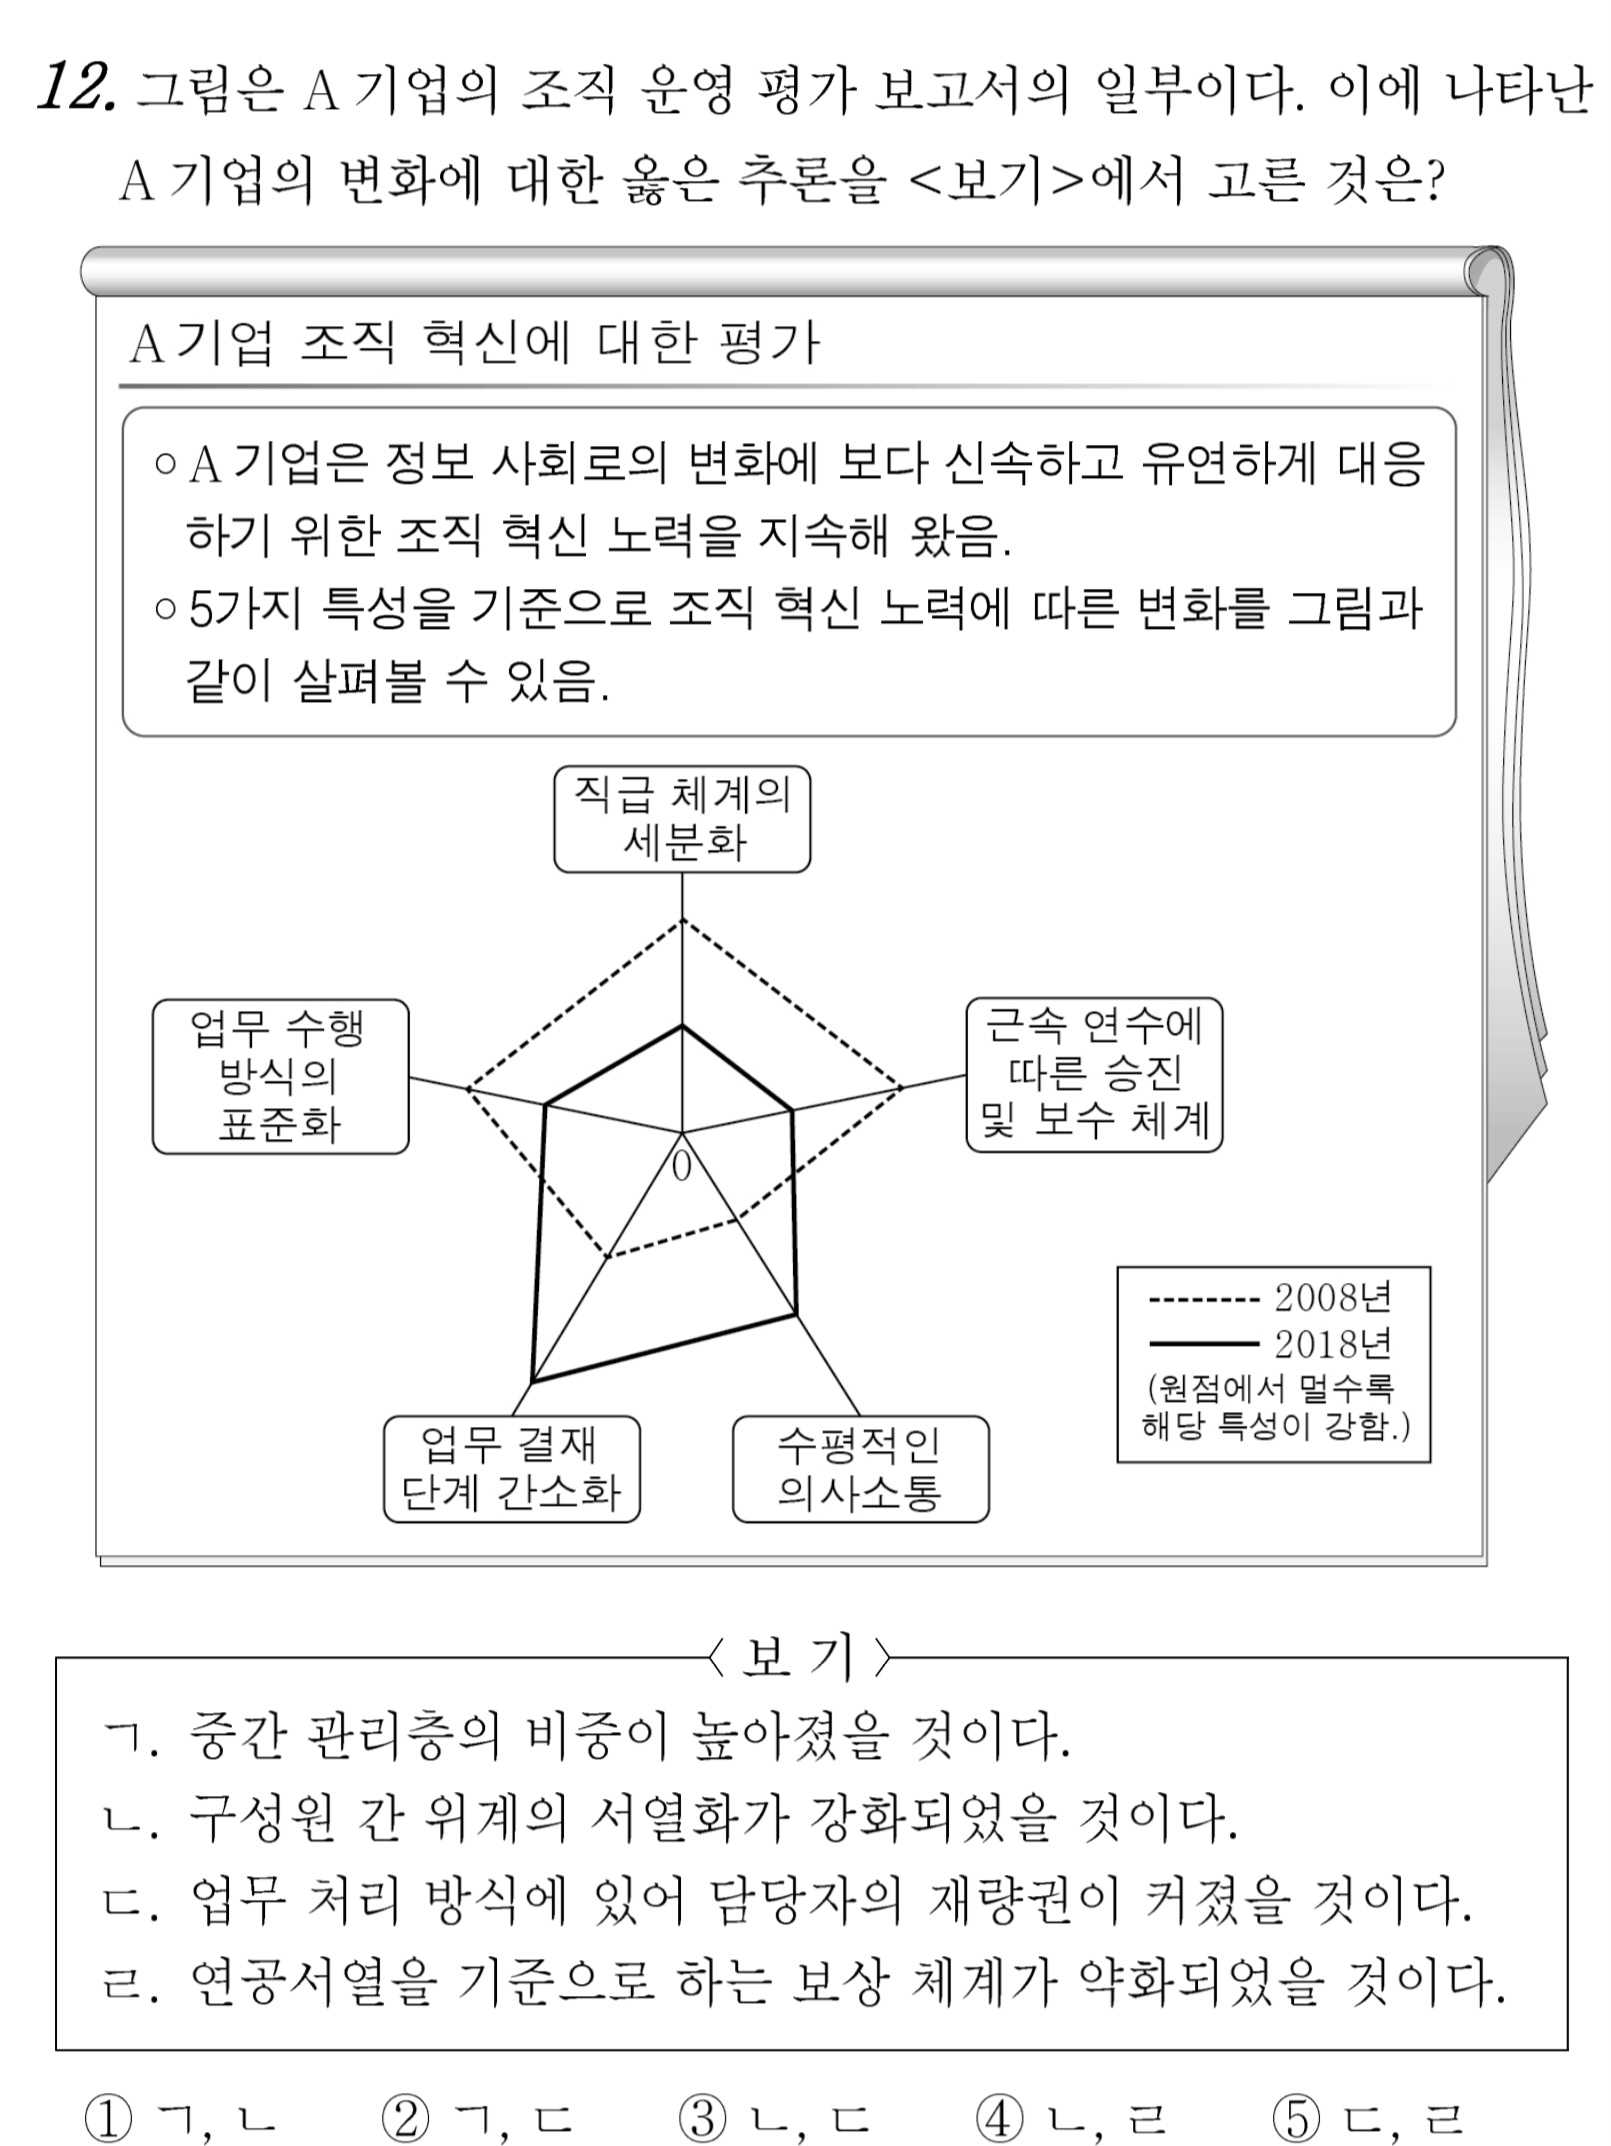 12. 그림은 A 기업의 조직 운영 평가 보고서의 일부이다. 이에 나타난
A 기업의 변화에 대한 옳은 추론을 <보기>에서 고른 것은?
A 기업 조직 혁신에 대한 평가
○ A 기업은 정보 사회로의 변화에 보다 신속하고 유연하게 대응
하기 위한 조직 혁신 노력을 지속해 왔음.
○ 5가지 특성을 기준으로 조직 혁신 노력에 따른 변화를 그림과
같이 살펴볼 수 있음.
직급 체계의
세분화
업무 수행
방식의
표준화
근속 연수에
따른 승진
및 보수 체계
0
업무 결재
단계 간소화
수평적인
의사소통
2008년
2018년
(원점에서 멀수록
해당 특성이 강함.)
〈 보 기 〉
ㄱ. 중간 관리층의 비중이 높아졌을 것이다.
ㄴ. 구성원 간 위계의 서열화가 강화되었을 것이다.
ㄷ. 업무 처리 방식에 있어 담당자의 재량권이 커졌을 것이다.
ㄹ. 연공서열을 기준으로 하는 보상 체계가 약화되었을 것이다.
① ㄱ, ㄴ ② ㄱ, ㄷ ③ ㄴ, ㄷ ④ ㄴ, ㄹ ⑤ ㄷ, ㄹ